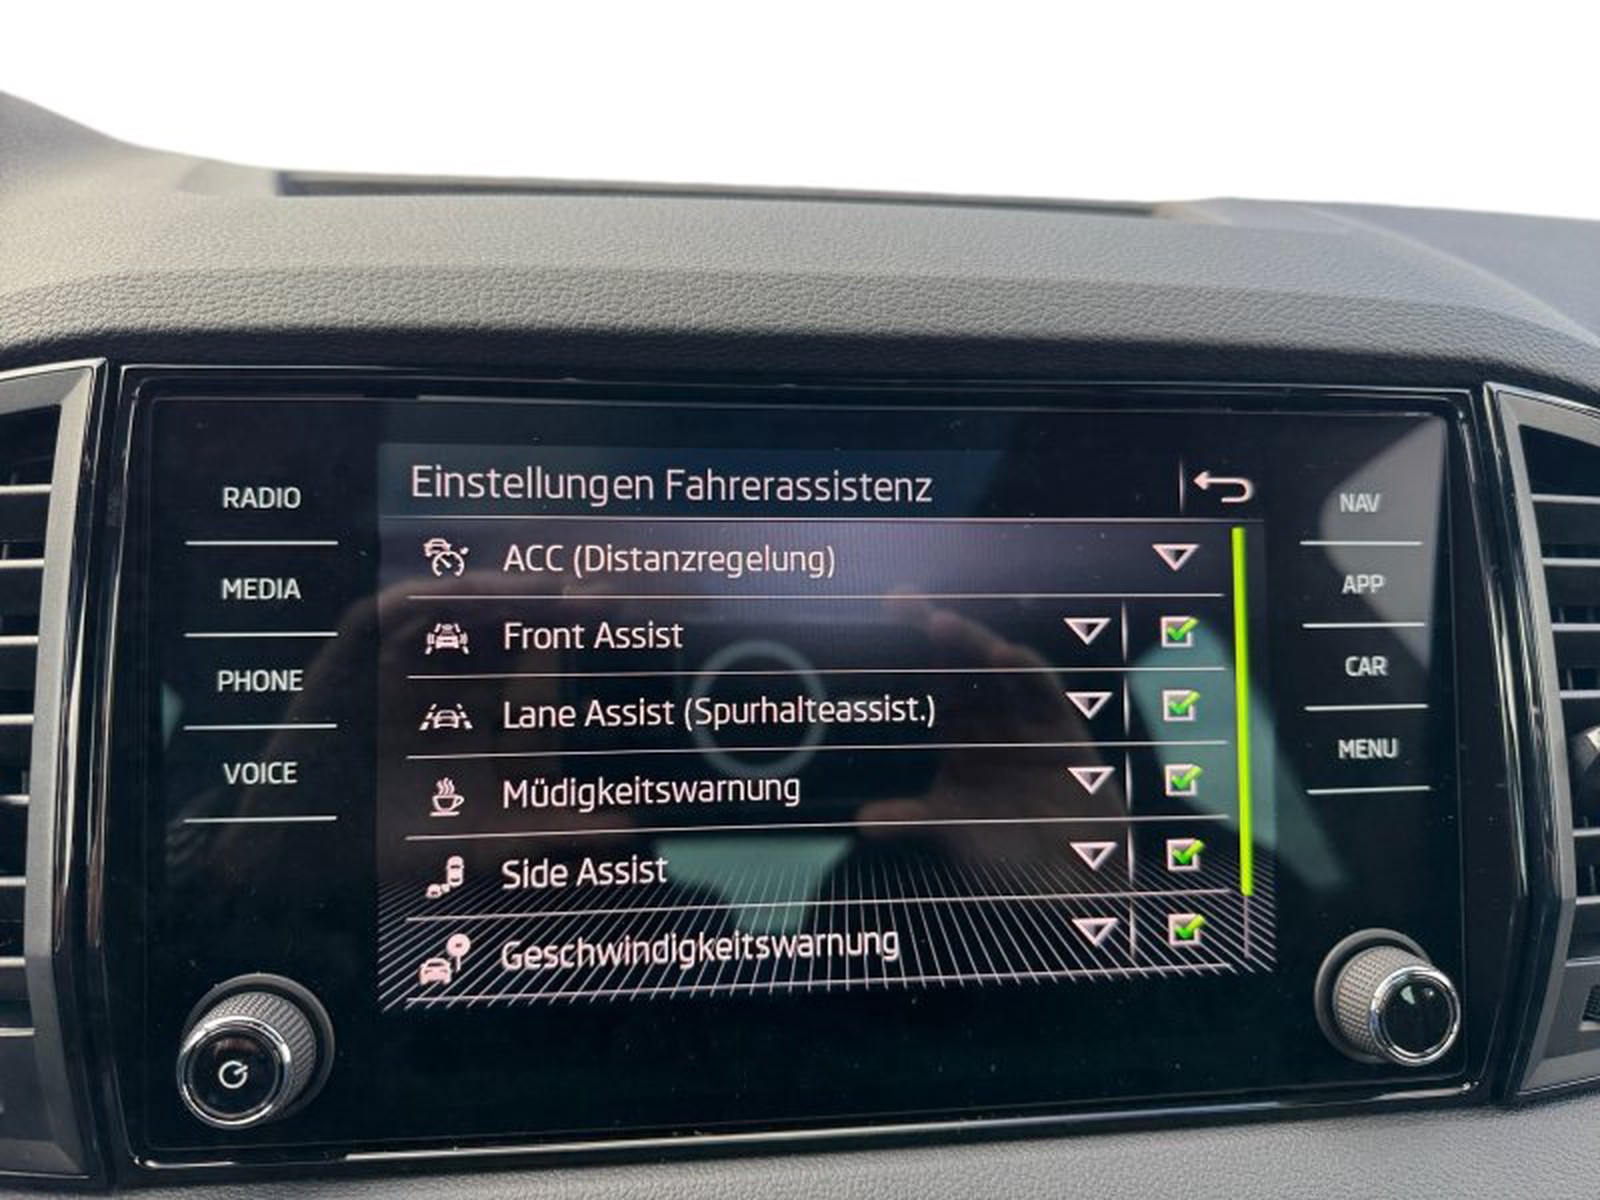 RADIO
MEDIA
PHONE
VOICE
Einstellungen Fahrerassistenz
ACC (Distanzregelung)
Front Assist
Lane Assist (Spurhalteassist.)
Müdigkeitswarnung
Side Assist
Geschwindigkeitswarnung
NAV
APP
CAR
MENU